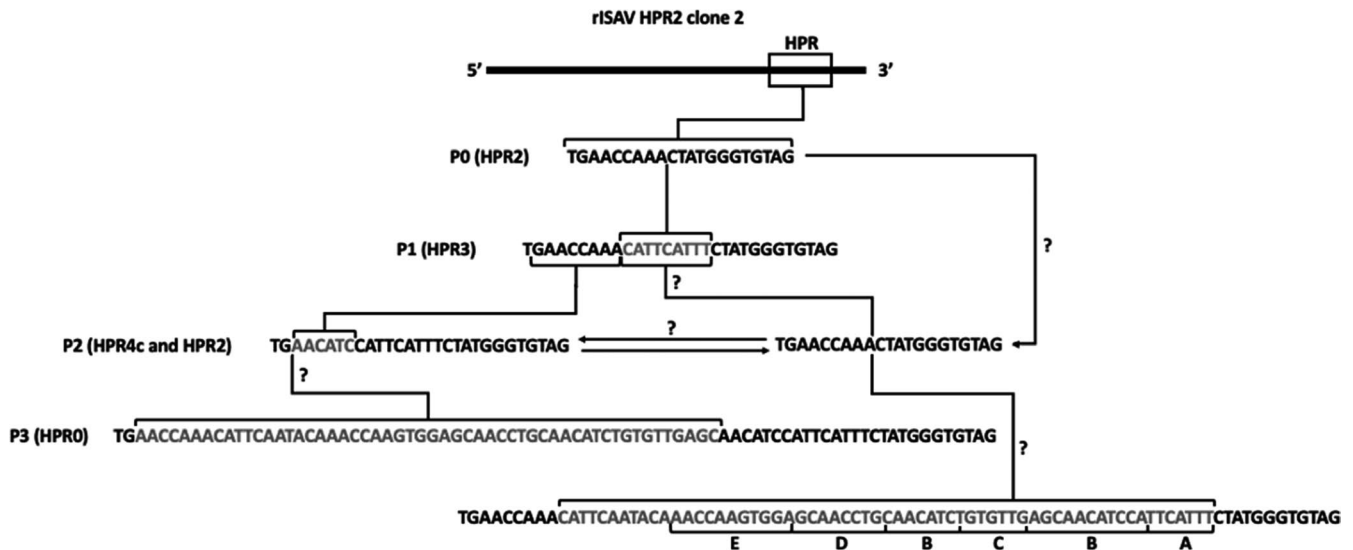 rISAV HPR2 clone 2
HPR
5’ 3’
P0 (HPR2) TGAACCAAACTATGGGTGTAG
?
P1 (HPR3) TGAACCAAACATTCATTTCTATGGGTGTAG
?
?
P2 (HPR4c and HPR2) TGAACATCCATTCATTTCTATGGGTGTAG TGAACCAAACTATGGGTGTAG
?
P3 (HPR0) TGAACCAAACATTCAATACAAACCAAGTGGAGCAACCTGCAACATCTGTGTTGAGCAACATCCATTCATTTCTATGGGTGTAG
?
TGAACCAAACATTCAATACAAACCAAGTGGAGCAACCTGCAACATCTGTGTTGAGCAACATCCATTCATTTCTATGGGTGTAG
E D B C B A